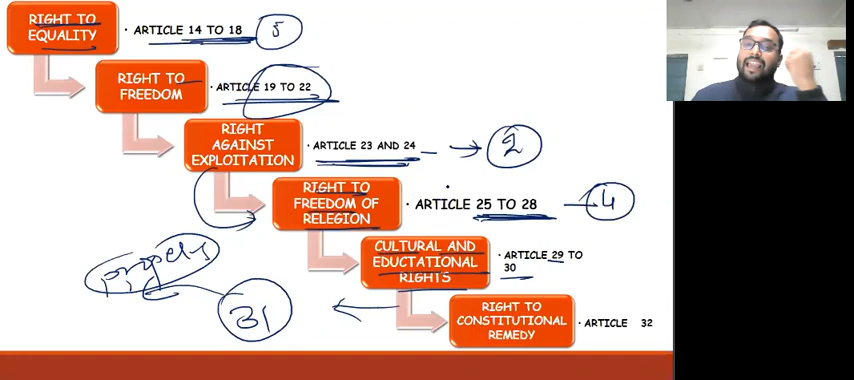 RIGHT TO
EQUALITY
• ARTICLE 14 TO 18
5
RIGHT TO
FREEDOM
• ARTICLE 19 TO 22
RIGHT
AGAINST
EXPLOITATION
• ARTICLE 23 AND 24
2
RIGHT TO
FREEDOM OF
RELEGION
• ARTICLE 25 TO 28
4
CULTURAL AND
EDUCTATIONAL
RIGHTS
• ARTICLE 29 TO
30
31
RIGHT TO
CONSTITUTIONAL
REMEDY
• ARTICLE 32